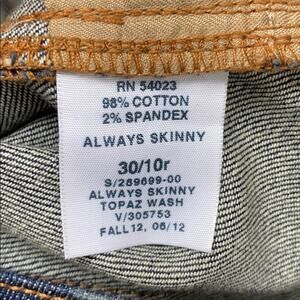 RN 54023
98% COTTON
2% SPANDEX
ALWAYS SKINNY
30/10r
S/289699-00
ALWAYS SKINNY
TOPAZ WASH
V/305753
FALL12, 06/12